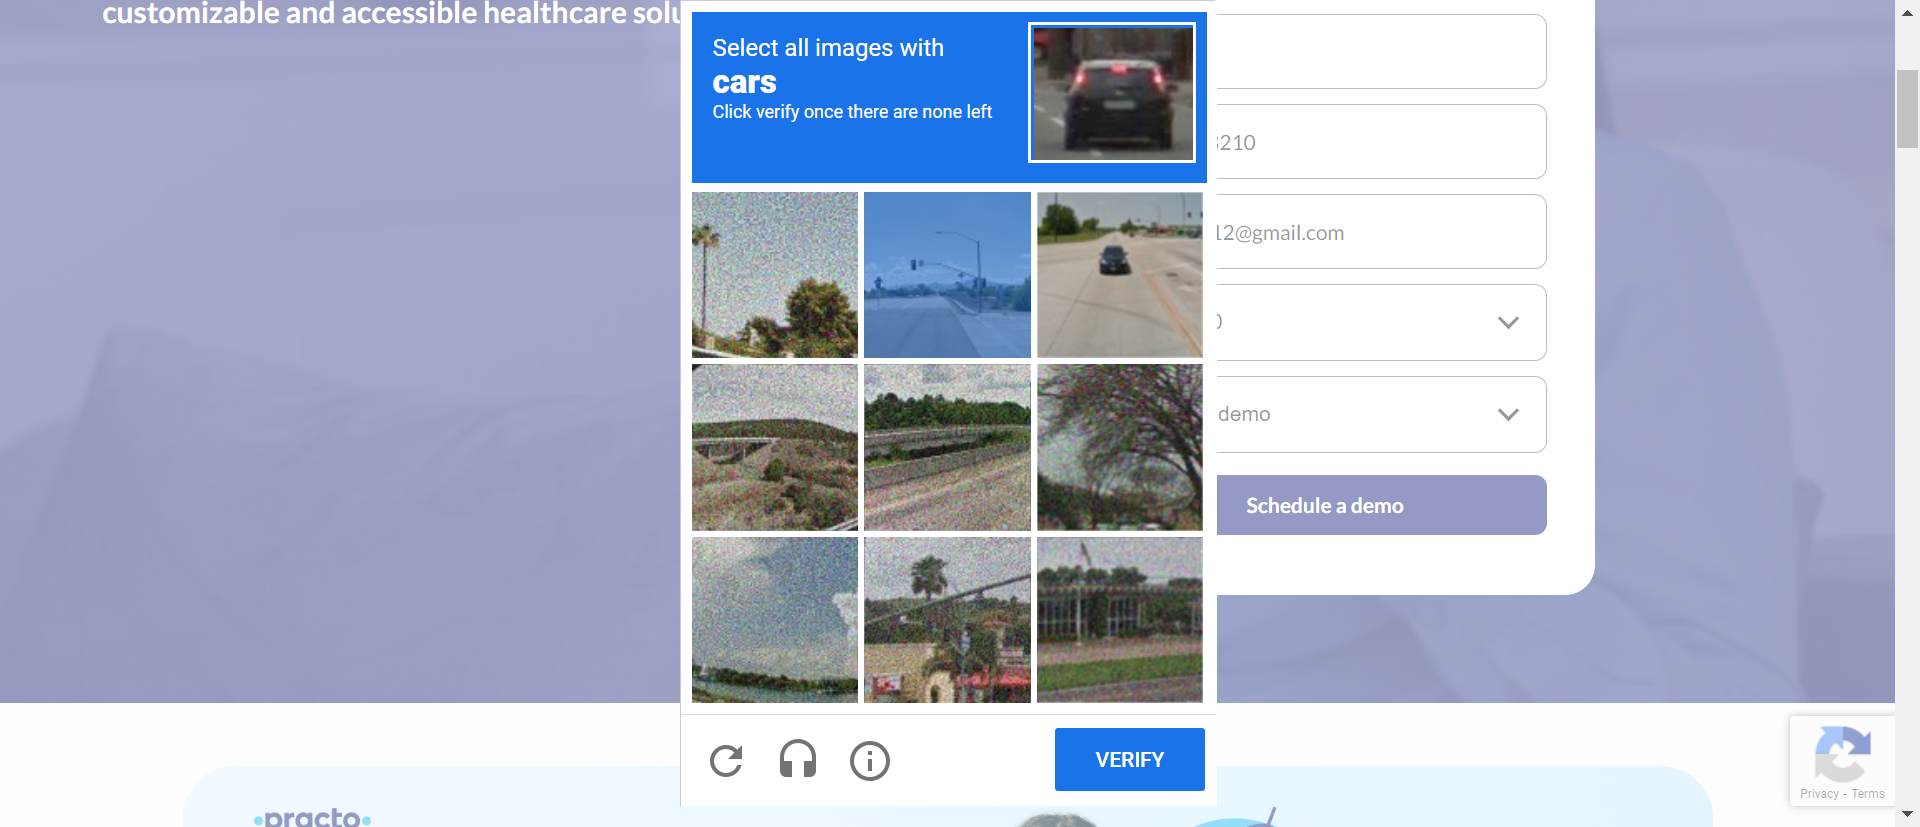 customizable and accessible healthcare solu
Select all images with
cars
Click verify once there are none left
210
12@gmail.com
0
demo
Schedule a demo
VERIFY
Privacy - Terms
practo